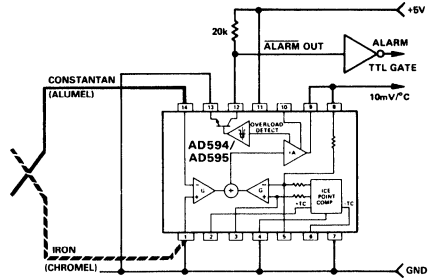 +5V
20k
ALARM OUT
ALARM
TTL GATE
CONSTANTAN
(ALUMEL)
10mV/°C
14 13 12 11 10 9 8
OVERLOAD
DETECT
AD594/
AD595
+A
G
+
G
ICE
POINT
COMP
+TC
-TC
IRON
(CHROMEL)
1 2 3 4 5 6 7
GND